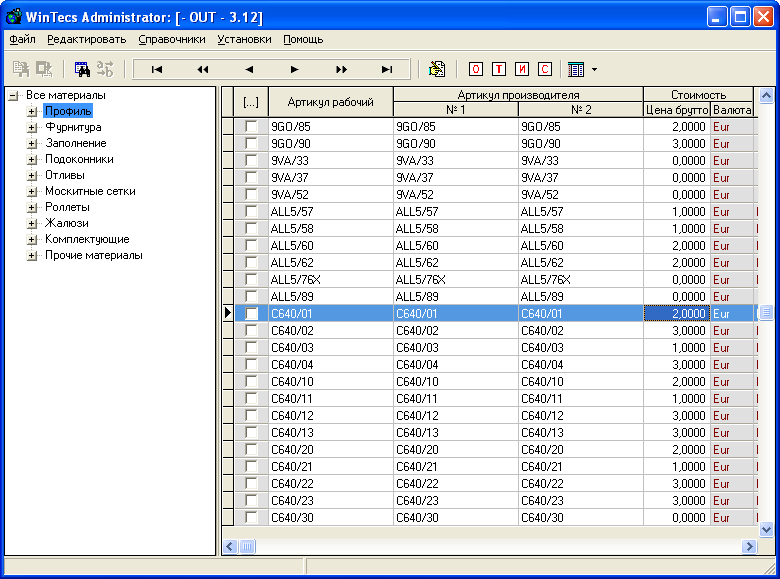 WinTecs Administrator: [- OUT - 3.12]
Файл Редактировать Справочники Установки Помощь
О Т И С
Все материалы
Профиль
Фурнитура
Заполнение
Подоконники
Отливы
Москитные сетки
Роллеты
Жалюзи
Комплектующие
Прочие материалы
[...] Артикул рабочий Артикул производителя Стоимость
№ 1 № 2 Цена брутто Валюта
9GO/85 9GO/85 9GO/85 2,0000 Eur
9GO/90 9GO/90 9GO/90 3,0000 Eur
9VA/33 9VA/33 9VA/33 0,0000 Eur
9VA/37 9VA/37 9VA/37 0,0000 Eur
9VA/52 9VA/52 9VA/52 0,0000 Eur
ALL5/57 ALL5/57 ALL5/57 1,0000 Eur
ALL5/58 ALL5/58 ALL5/58 1,0000 Eur
ALL5/60 ALL5/60 ALL5/60 2,0000 Eur
ALL5/62 ALL5/62 ALL5/62 2,0000 Eur
ALL5/76X ALL5/76X ALL5/76X 0,0000 Eur
ALL5/89 ALL5/89 ALL5/89 0,0000 Eur
C640/01 C640/01 C640/01 2,0000 Eur
C640/02 C640/02 C640/02 3,0000 Eur
C640/03 C640/03 C640/03 1,0000 Eur
C640/04 C640/04 C640/04 3,0000 Eur
C640/10 C640/10 C640/10 2,0000 Eur
C640/11 C640/11 C640/11 1,0000 Eur
C640/12 C640/12 C640/12 3,0000 Eur
C640/13 C640/13 C640/13 3,0000 Eur
C640/20 C640/20 C640/20 2,0000 Eur
C640/21 C640/21 C640/21 1,0000 Eur
C640/22 C640/22 C640/22 3,0000 Eur
C640/23 C640/23 C640/23 3,0000 Eur
C640/30 C640/30 C640/30 0,0000 Eur